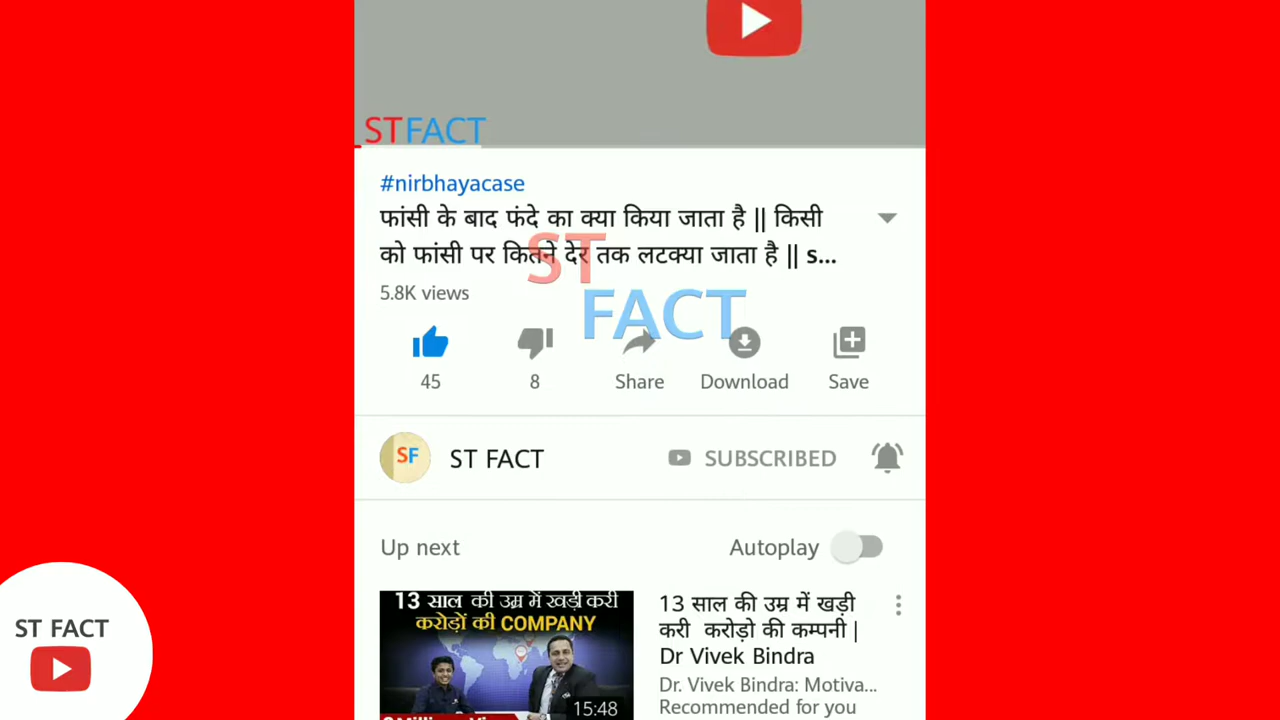 STFACT
#nirbhayacase
फांसी के बाद फंदे का क्या किया जाता है || किसी
को फांसी पर कितने देर तक लटक्या जाता है || s...
ST
FACT
5.8K views
45
8
Share
Download
Save
SF
ST FACT
SUBSCRIBED
Up next
Autoplay
13 साल की उम्र में खड़ी करी
करोड़ों की COMPANY
15:48
13 साल की उम्र में खड़ी
करी करोड़ो की कम्पनी |
Dr Vivek Bindra
Dr. Vivek Bindra: Motiva...
Recommended for you
ST FACT